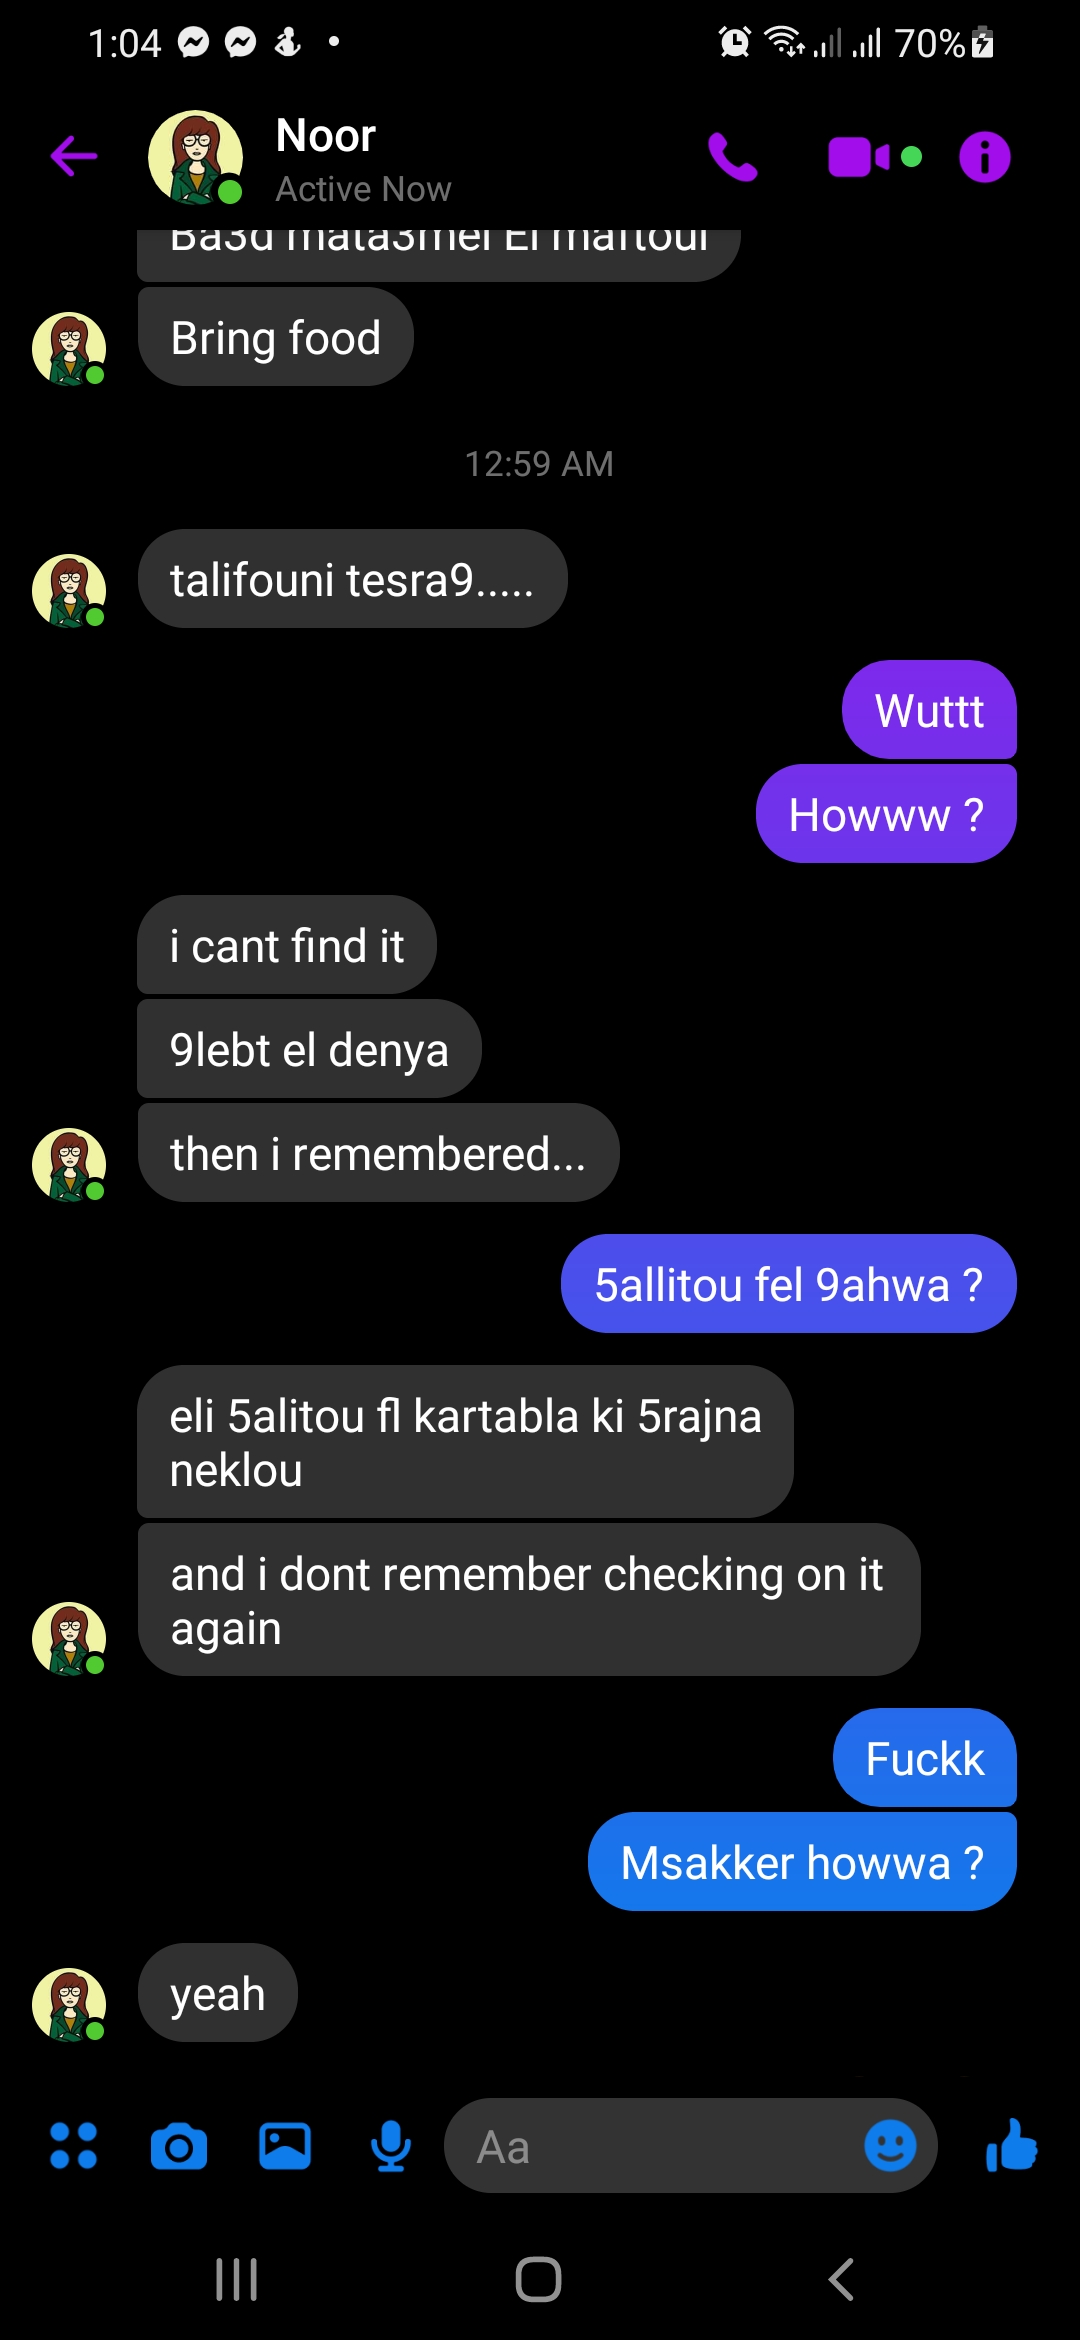 1:04
70%
Noor
Active Now
Ba3d mata3mel El maftoul
Bring food
12:59 AM
talifouni tesra9.....
Wuttt
Howww ?
i cant find it
9lebt el denya
then i remembered...
5allitou fel 9ahwa ?
eli 5alitou fl kartabla ki 5rajna
neklou
and i dont remember checking on it
again
Fuckk
Msakker howwa ?
yeah
Aa